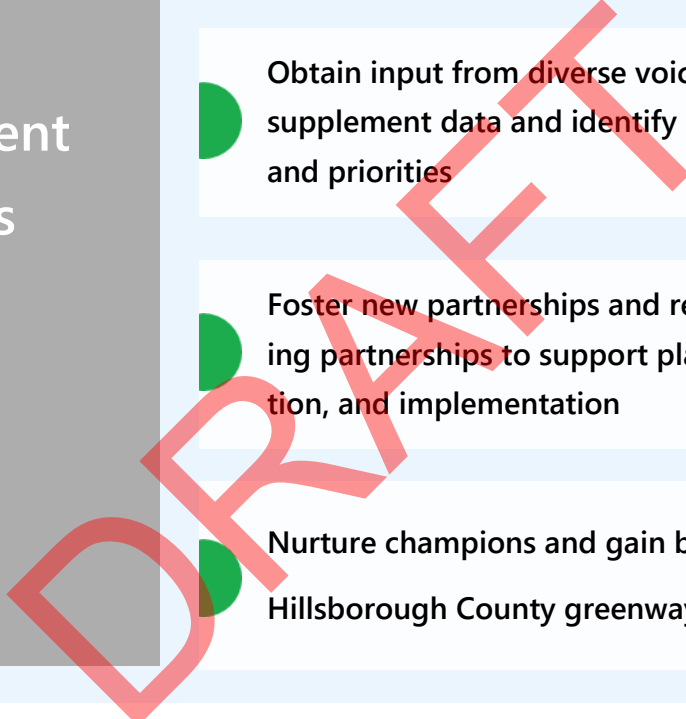 ent
s
Obtain input from diverse voic
supplement data and identify
and priorities
Foster new partnerships and re
ing partnerships to support pla
tion, and implementation
Nurture champions and gain b
Hillsborough County greenway
DRAFT